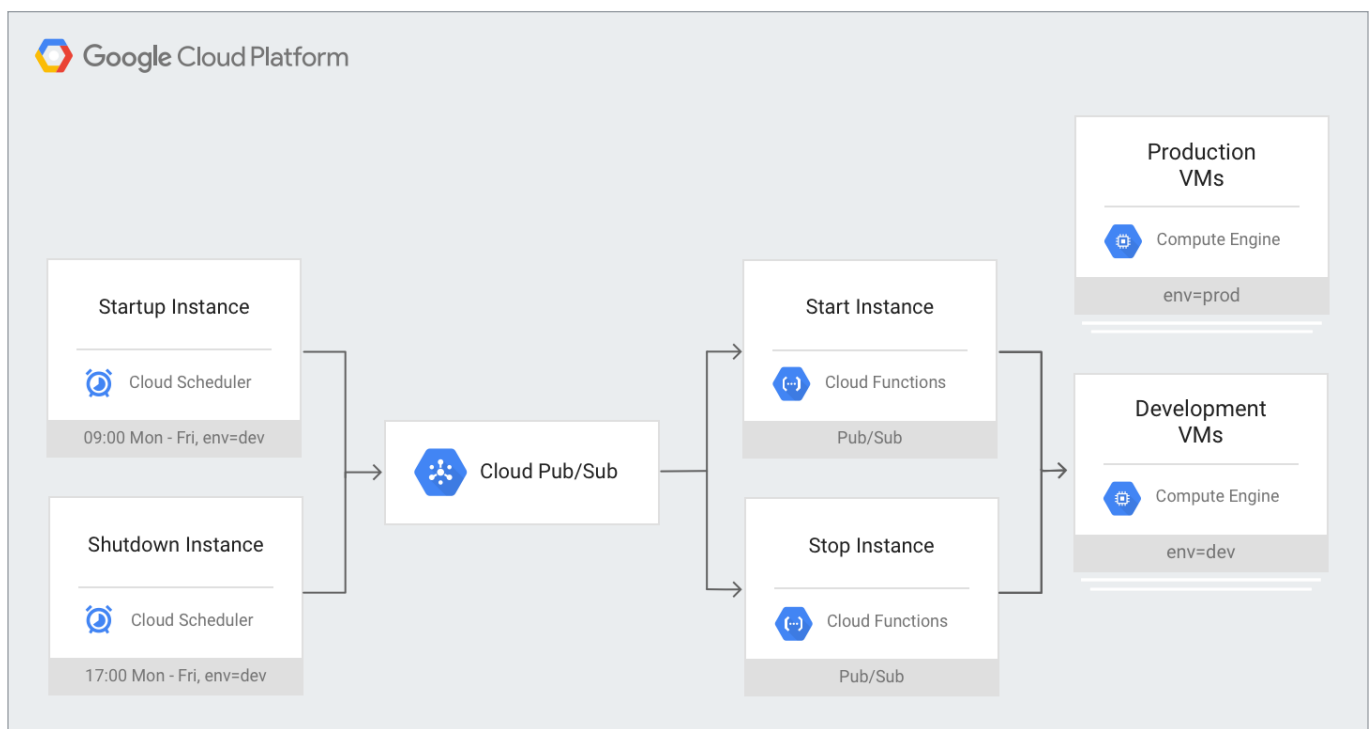 Google Cloud Platform
Startup Instance
Cloud Scheduler
09:00 Mon - Fri, env=dev
Shutdown Instance
Cloud Scheduler
17:00 Mon - Fri, env=dev
Cloud Pub/Sub
Start Instance
Cloud Functions
Pub/Sub
Stop Instance
Cloud Functions
Pub/Sub
Production
VMs
Compute Engine
env=prod
Development
VMs
Compute Engine
env=dev